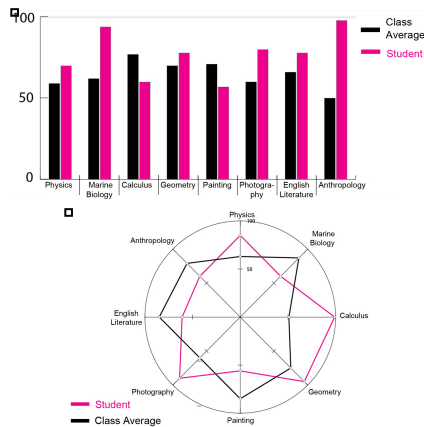 100
Class
Average
Student
50
0
Physics
Marine
Biology
Calculus
Geometry
Painting
Photogra-
phy
English
Literature
Anthropology
Physics
100
Marine
Biology
Anthropology
50
English
Literature
Calculus
Photography
Geometry
Student
Class Average
Painting